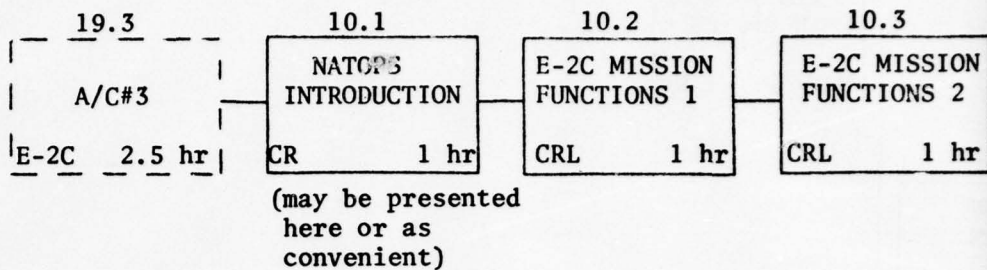 19.3
A/C#3
E-2C 2.5 hr
10.1
NATOPS
INTRODUCTION
CR 1 hr
(may be presented
here or as
convenient)
10.2
E-2C MISSION
FUNCTIONS 1
CRL 1 hr
10.3
E-2C MISSION
FUNCTIONS 2
CRL 1 hr